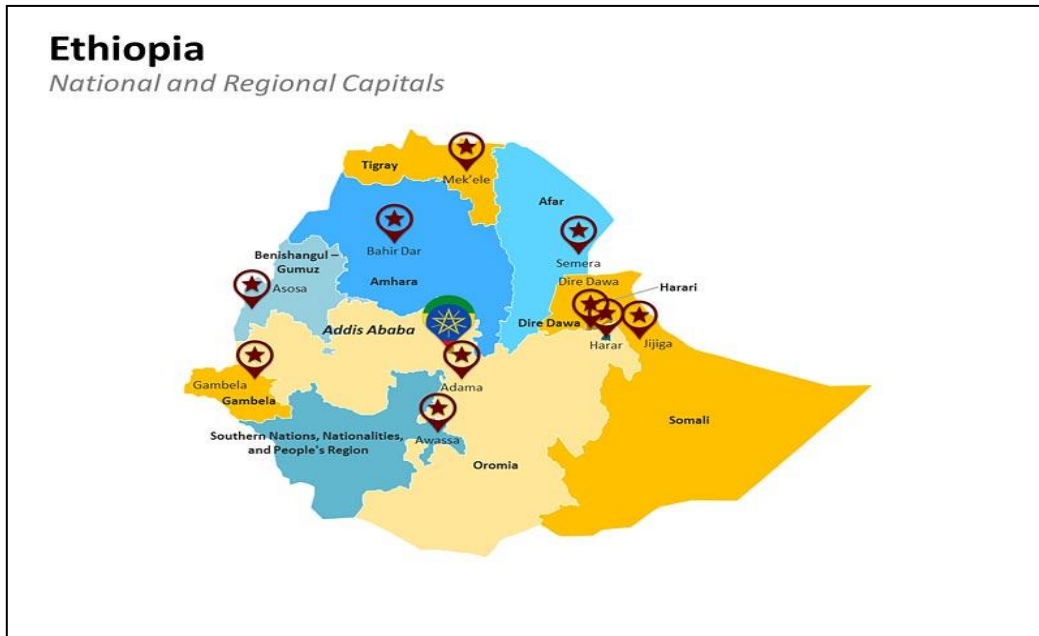 Ethiopia
National and Regional Capitals
Tigray
Mek'ele
Afar
Bahir Dar
Benishangul –
Gumuz
Semera
Amhara
Dire Dawa
Asosa
Harari
Addis Ababa
Dire Dawa
Harar
Jijiga
Gambela
Adama
Gambela
Somali
Southern Nations, Nationalities,
and People's Region
Awassa
Oromia